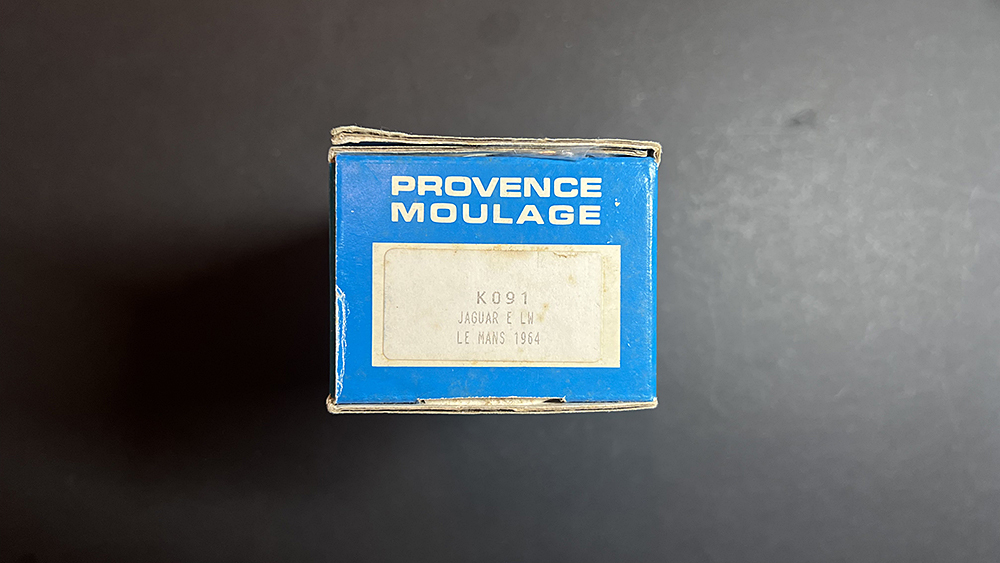 PROVENCE
MOULAGE
K091
JAGUAR E LW
LE MANS 1964